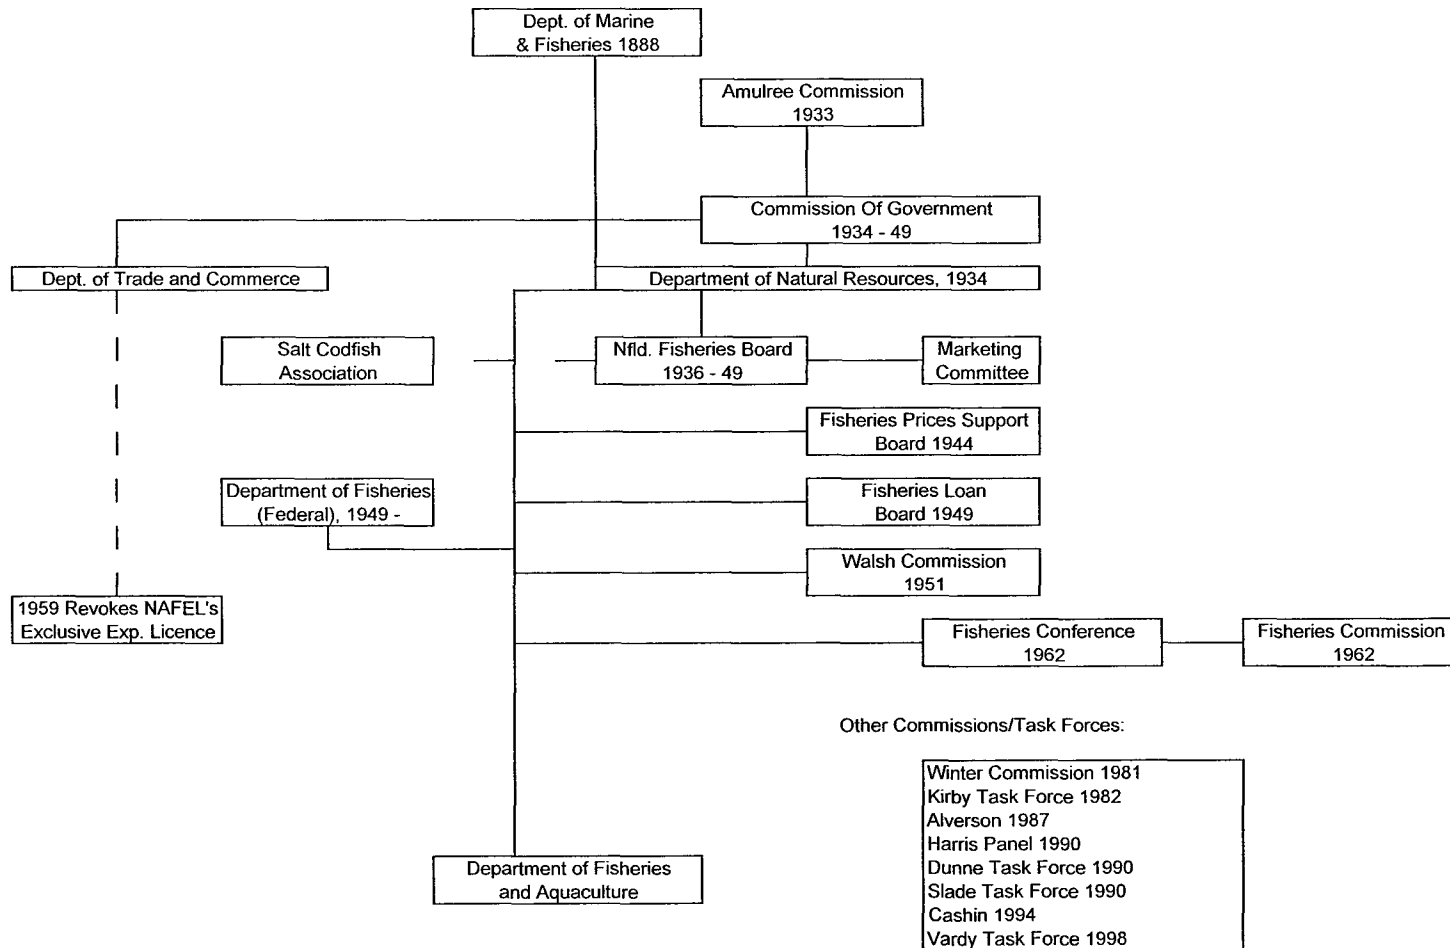 Dept. of Marine
& Fisheries 1888
Amulree Commission
1933
Commission Of Government
1934 - 49
Dept. of Trade and Commerce
Department of Natural Resources, 1934
Salt Codfish
Association
Nfld. Fisheries Board
1936 - 49
Marketing
Committee
Fisheries Prices Support
Board 1944
Department of Fisheries
(Federal), 1949 -
Fisheries Loan
Board 1949
Walsh Commission
1951
1959 Revokes NAFEL's
Exclusive Exp. Licence
Fisheries Conference
1962
Fisheries Commission
1962
Other Commissions/Task Forces:
Winter Commission 1981
Kirby Task Force 1982
Alverson 1987
Harris Panel 1990
Dunne Task Force 1990
Slade Task Force 1990
Cashin 1994
Vardy Task Force 1998
Department of Fisheries
and Aquaculture